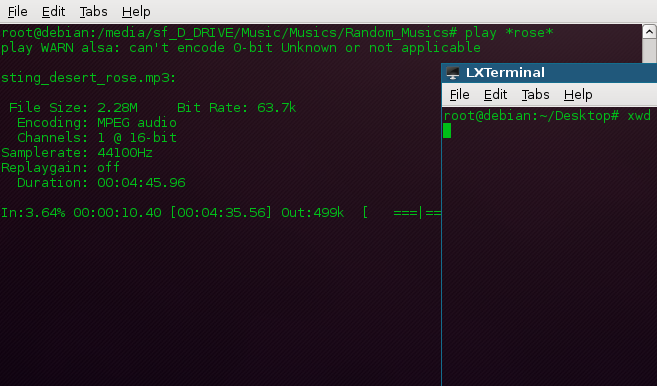 File Edit Tabs Help
root@debian:/media/sf_D_DRIVE/Music/Musics/Random_Musics# play *rose*
play WARN alsa: can't encode 0-bit Unknown or not applicable
sting_desert_rose.mp3:
File Size: 2.28M Bit Rate: 63.7k
Encoding: MPEG audio
Channels: 1 @ 16-bit
Samplerate: 44100Hz
Replaygain: off
Duration: 00:04:45.96
In:3.64% 00:00:10.40 [00:04:35.56] Out:499k [ ===|==
LXTerminal
File Edit Tabs Help
root@debian:~/Desktop# xwd